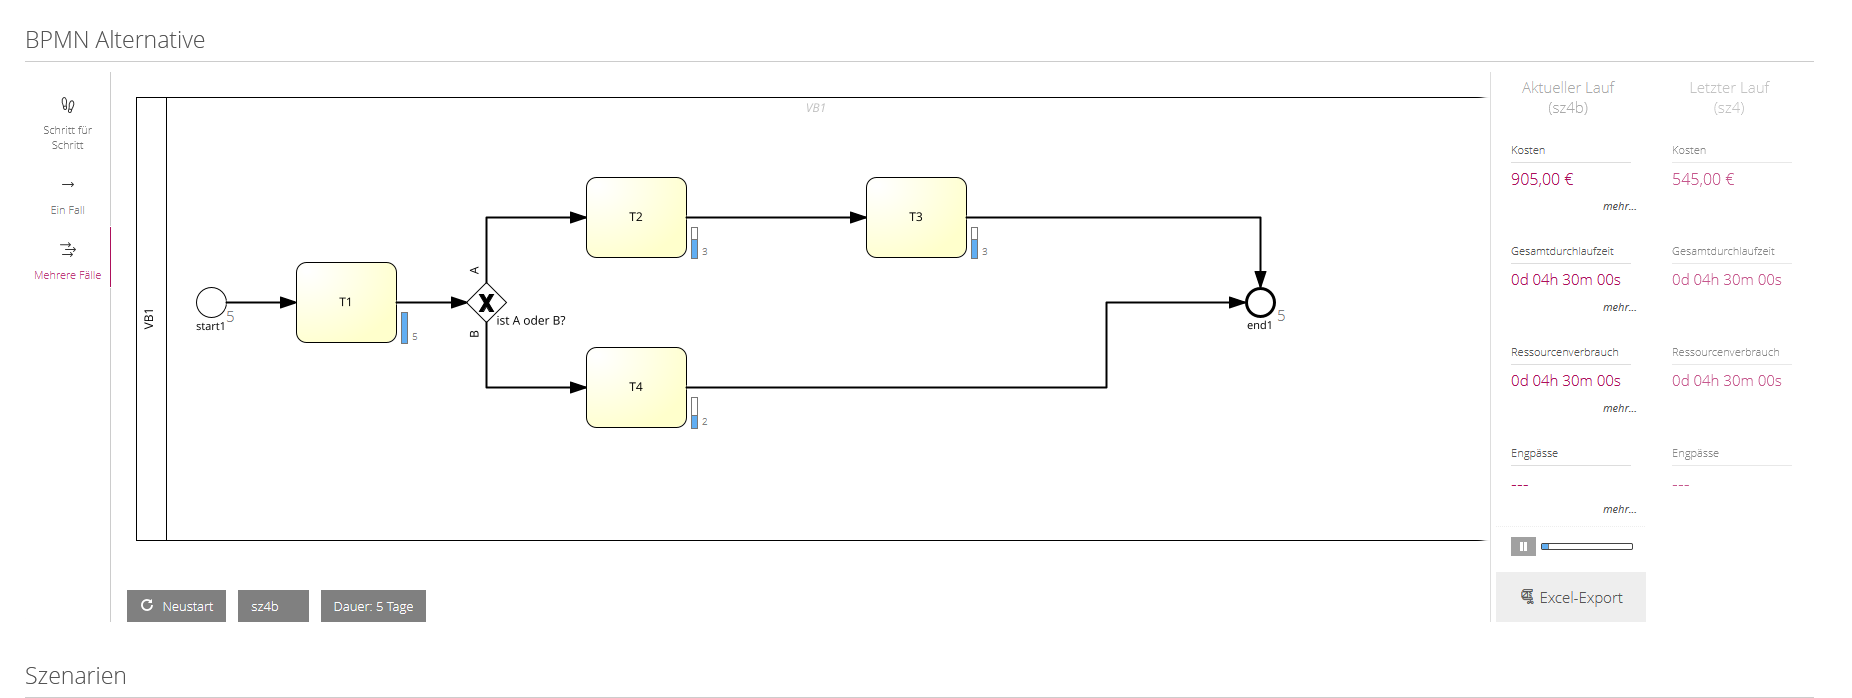 BPMN Alternative
Schritt für
Schritt
Ein Fall
Mehrere Fälle
VB1
VB1
start1
5
T1
5
A
ist A oder B?
B
T2
3
T3
3
T4
2
end1
5
Neustart
sz4b
Dauer: 5 Tage
Aktueller Lauf
(sz4b)
Kosten
905,00 €
mehr...
Gesamtdurchlaufzeit
0d 04h 30m 00s
mehr...
Ressourcenverbrauch
0d 04h 30m 00s
mehr...
Engpässe
---
mehr...
Excel-Export
Letzter Lauf
(sz4)
Kosten
545,00 €
Gesamtdurchlaufzeit
0d 04h 30m 00s
Ressourcenverbrauch
0d 04h 30m 00s
Engpässe
---
Szenarien